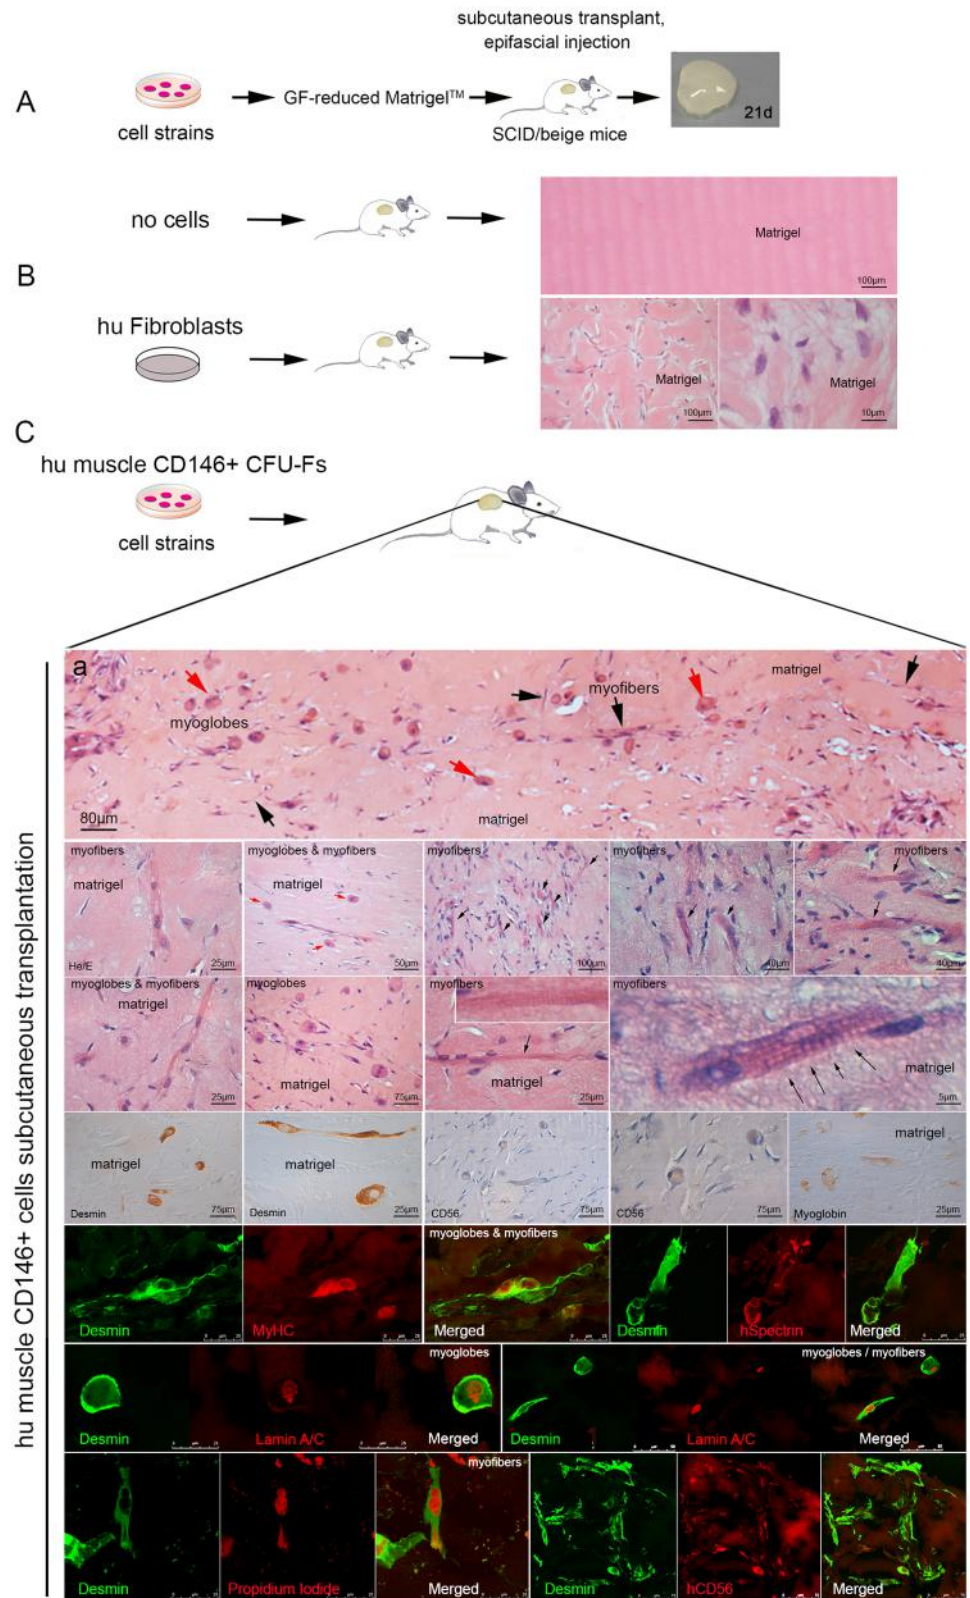 subcutaneous transplant,
epifascial injection
A
GF-reduced Matrigel™
cell strains
SCID/beige mice
21d
no cells
Matrigel
100µm
B
hu Fibroblasts
Matrigel
100µm
Matrigel
10µm
C
hu muscle CD146+ CFU-Fs
cell strains
hu muscle CD146+ cells subcutaneous transplantation
a
matrigel
myofibers
myoglobes
80µm
matrigel
myofibers
matrigel
He/E
25µm
myoglobes & myofibers
matrigel
50µm
myofibers
100µm
myofibers
40µm
myofibers
40µm
myoglobes & myofibers
matrigel
25µm
myoglobes
matrigel
75µm
myofibers
matrigel
25µm
myofibers
matrigel
5µm
matrigel
Desmin
75µm
matrigel
Desmin
25µm
CD56
75µm
CD56
75µm
matrigel
Myoglobin
25µm
Desmin
MyHC
myoglobes & myofibers
Merged
Desmin
hSpectrin
Merged
Desmin
Lamin A/C
myoglobes
Merged
Desmin
Lamin A/C
myoglobes / myofibers
Merged
Desmin
Propidium Iodide
myofibers
Merged
Desmin
hCD56
Merged